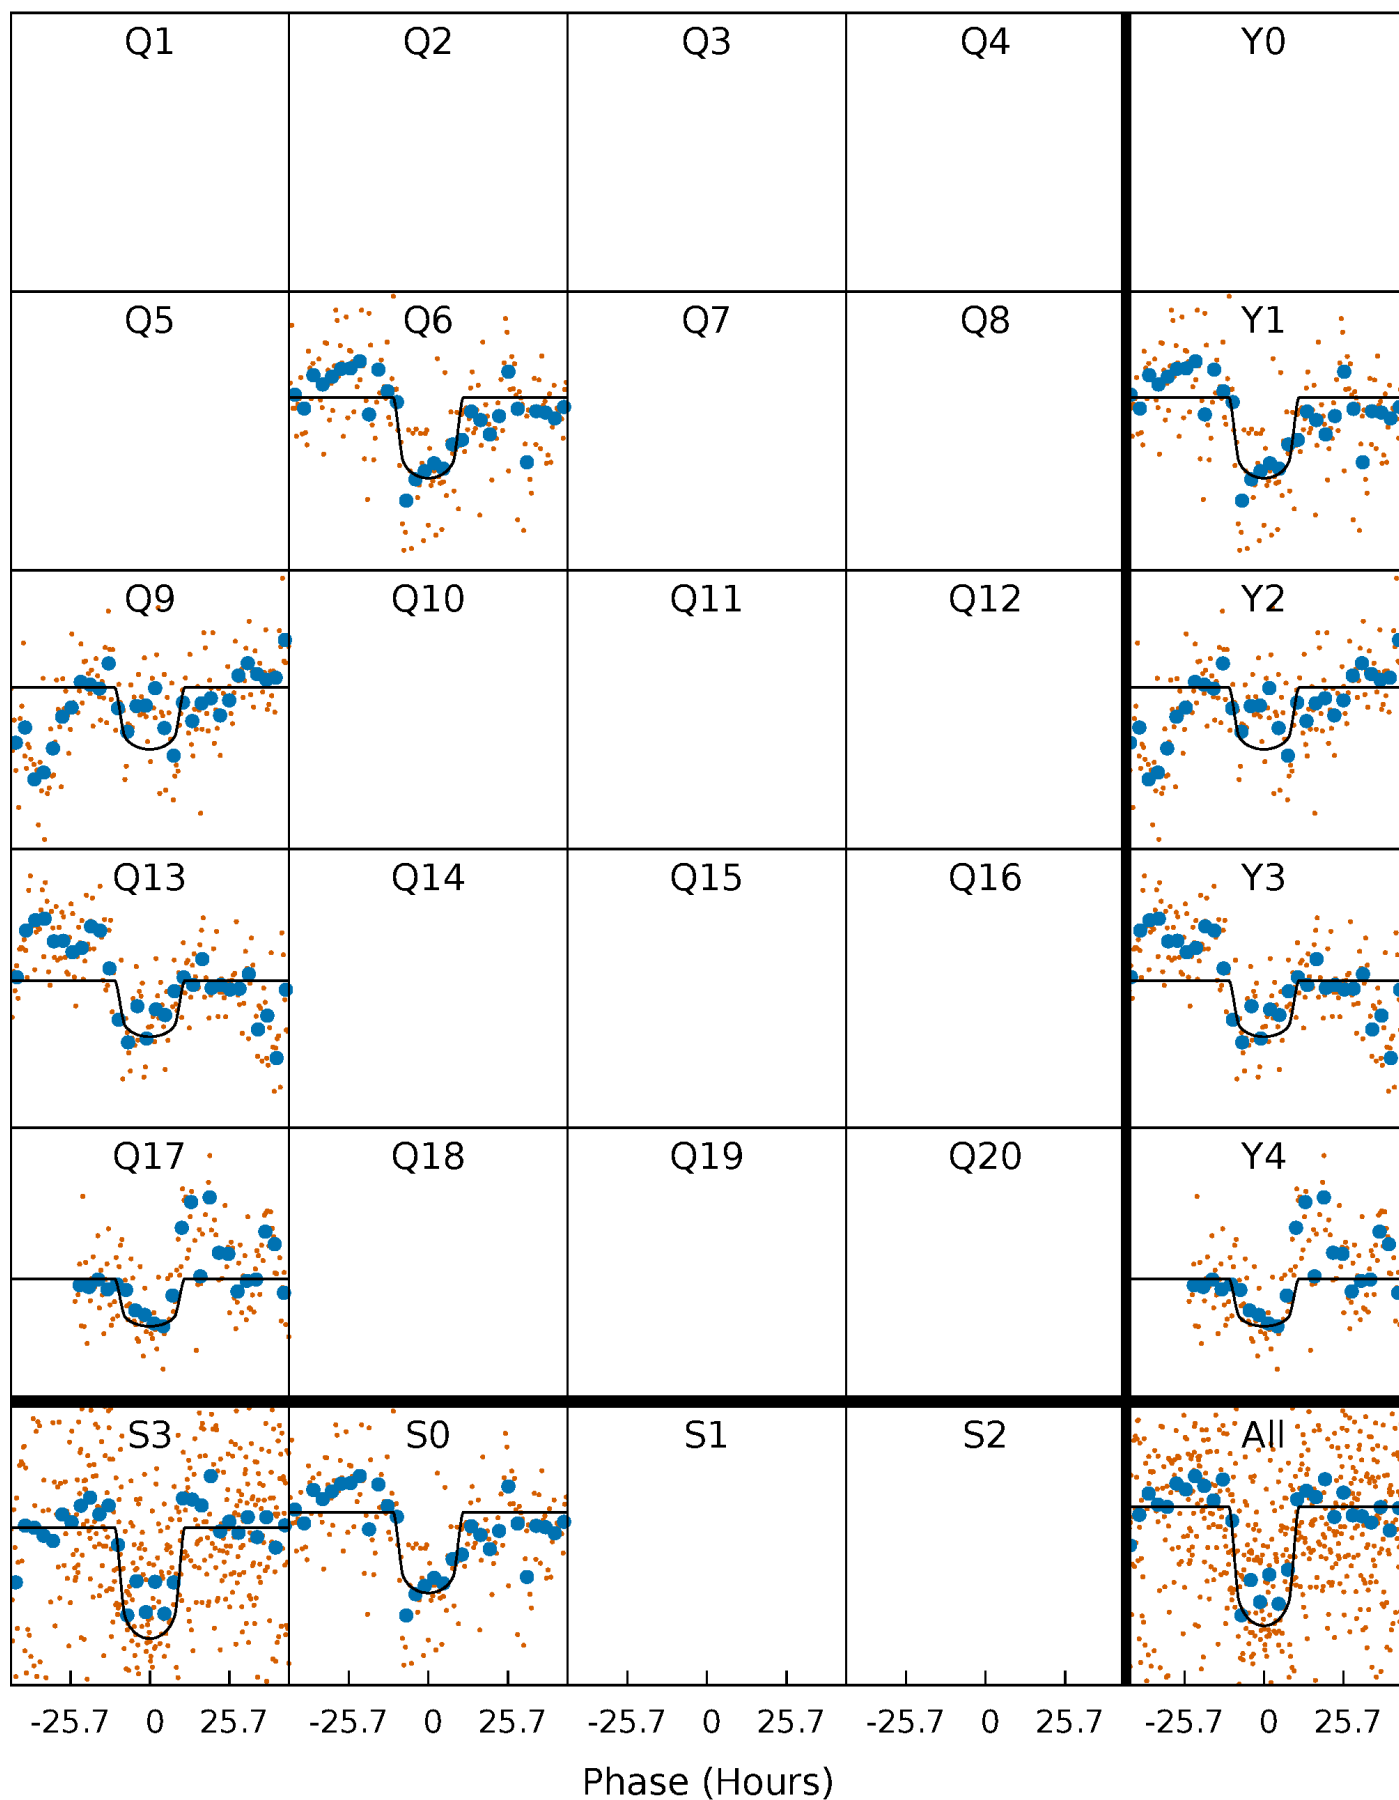 Q1 Q2 Q3 Q4 Y0
Q5 Q6 Q7 Q8 Y1
Q9 Q10 Q11 Q12 Y2
Q13 Q14 Q15 Q16 Y3
Q17 Q18 Q19 Q20 Y4
S3 S0 S1 S2 All
-25.7 0 25.7 -25.7 0 25.7 -25.7 0 25.7 -25.7 0 25.7 -25.7 0 25.7
Phase (Hours)